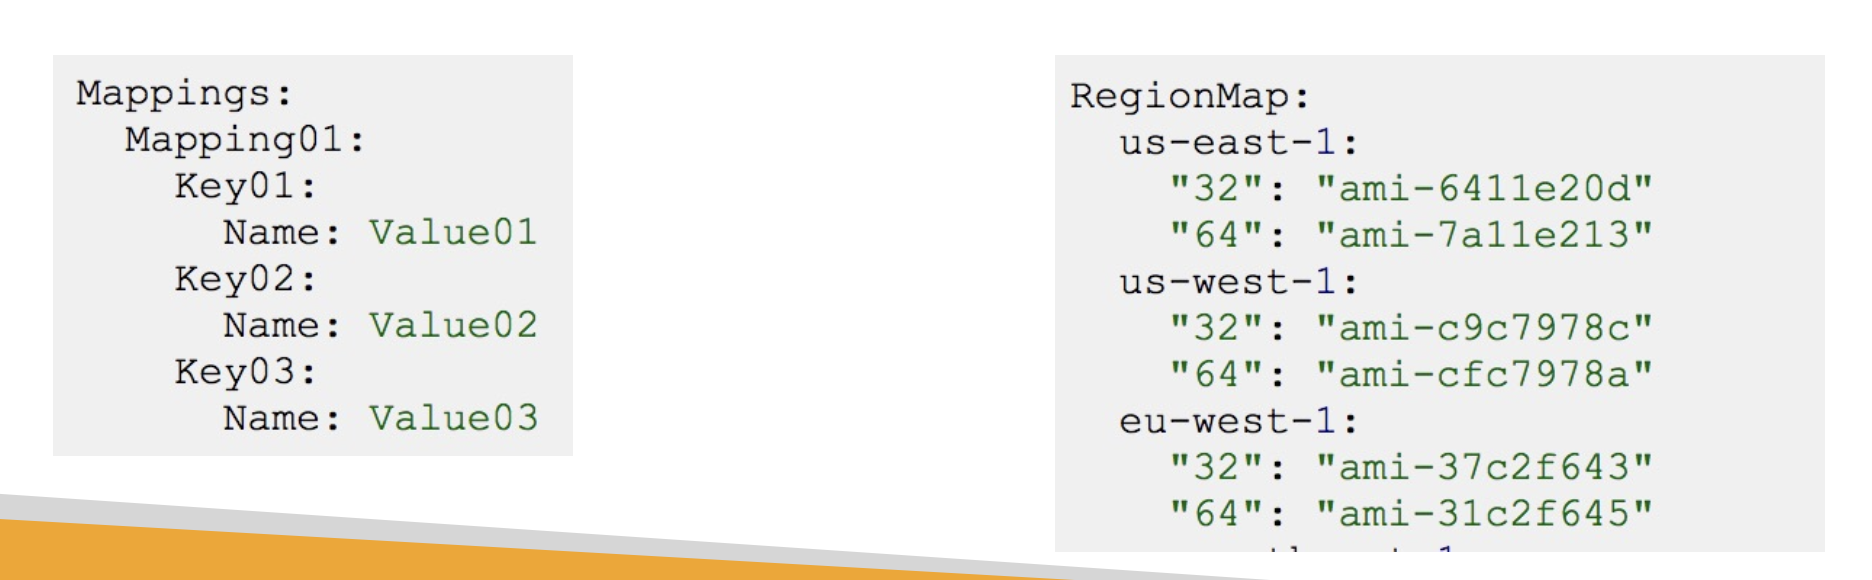 Mappings:
  Mapping01:
    Key01:
      Name: Value01
    Key02:
      Name: Value02
    Key03:
      Name: Value03
RegionMap:
  us-east-1:
    "32": "ami-6411e20d"
    "64": "ami-7a11e213"
  us-west-1:
    "32": "ami-c9c7978c"
    "64": "ami-cfc7978a"
  eu-west-1:
    "32": "ami-37c2f643"
    "64": "ami-31c2f645"